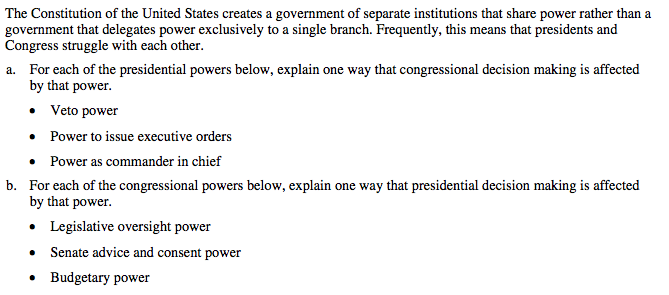 The Constitution of the United States creates a government of separate institutions that share power rather than a
government that delegates power exclusively to a single branch. Frequently, this means that presidents and
Congress struggle with each other.
a. For each of the presidential powers below, explain one way that congressional decision making is affected
by that power.
• Veto power
• Power to issue executive orders
• Power as commander in chief
b. For each of the congressional powers below, explain one way that presidential decision making is affected
by that power.
• Legislative oversight power
• Senate advice and consent power
• Budgetary power